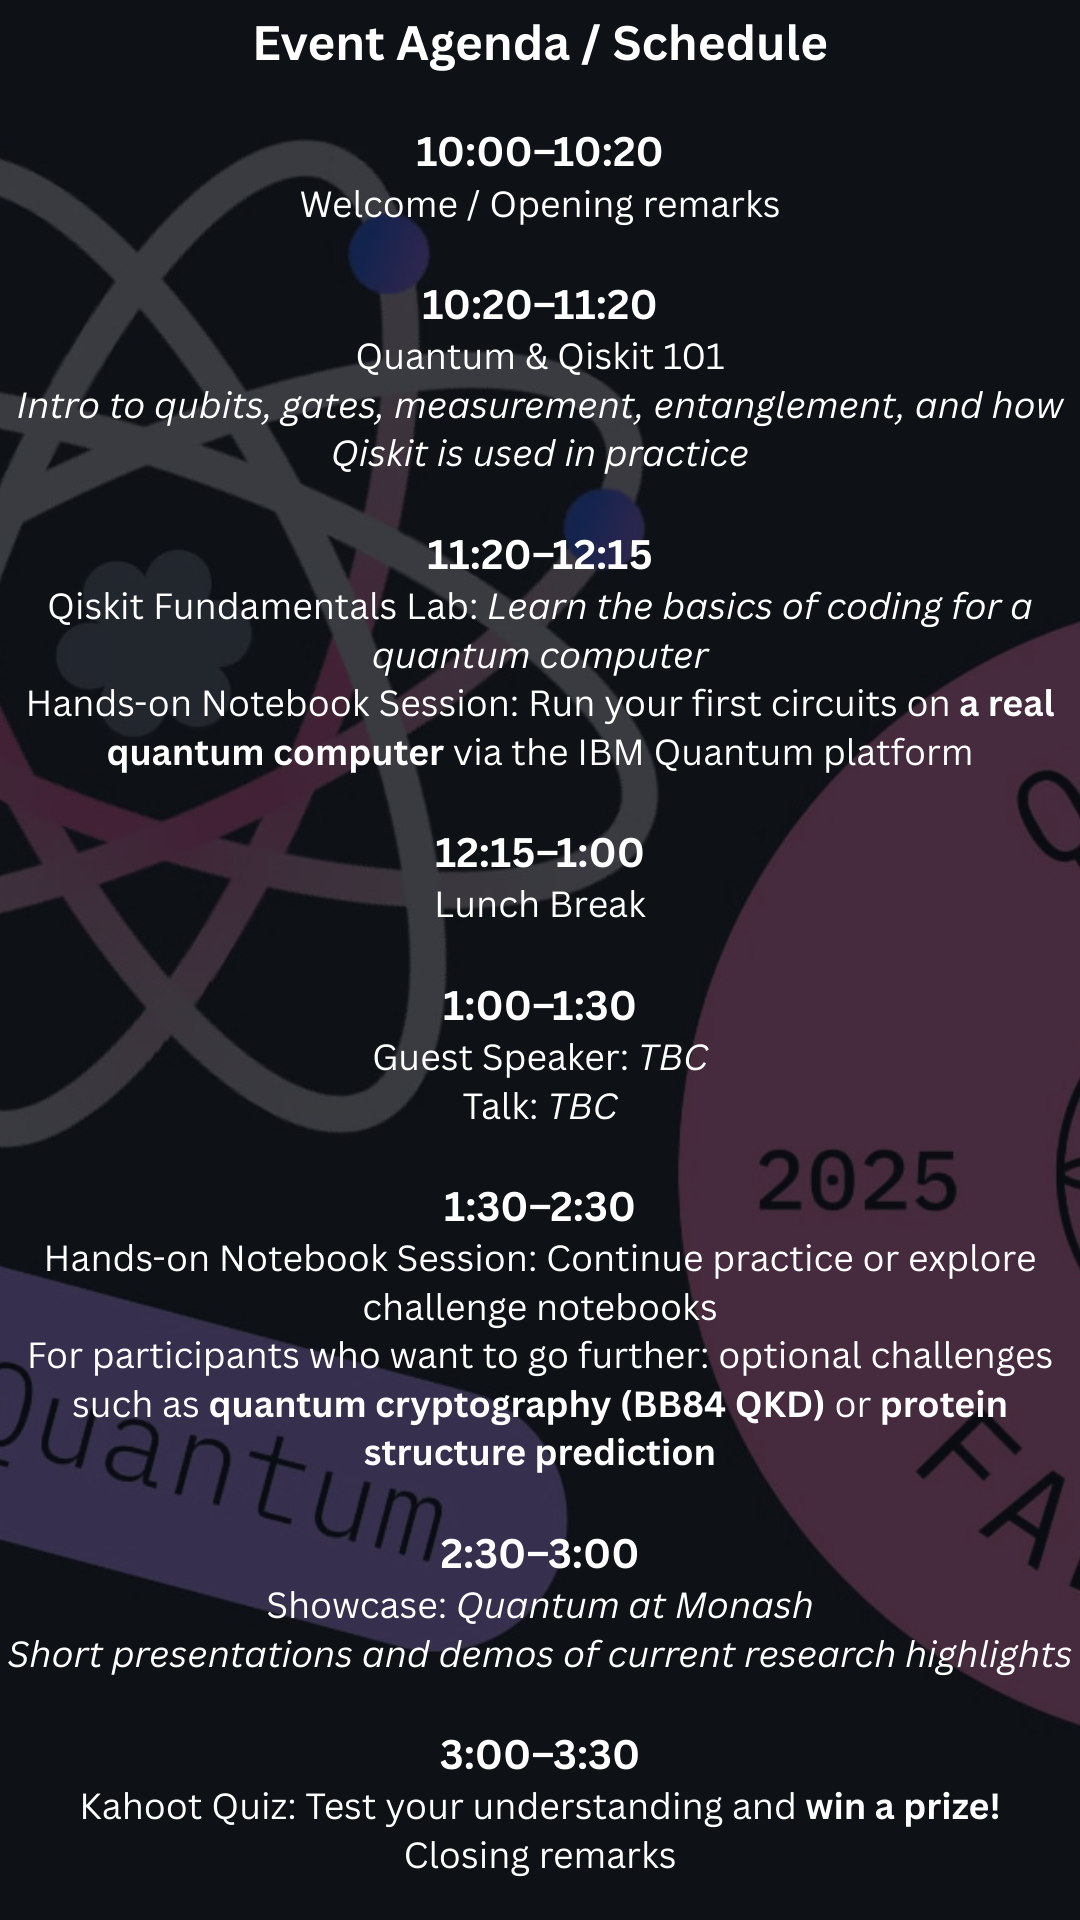 Event Agenda / Schedule
10:00–10:20
Welcome / Opening remarks
10:20–11:20
Quantum & Qiskit 101
Intro to qubits, gates, measurement, entanglement, and how
Qiskit is used in practice
11:20–12:15
Qiskit Fundamentals Lab: Learn the basics of coding for a
quantum computer
Hands-on Notebook Session: Run your first circuits on a real
quantum computer via the IBM Quantum platform
12:15–1:00
Lunch Break
1:00–1:30
Guest Speaker: TBC
Talk: TBC
2025
1:30–2:30
Hands-on Notebook Session: Continue practice or explore
challenge notebooks
For participants who want to go further: optional challenges
such as quantum cryptography (BB84 QKD) or protein
structure prediction
Quantum
2:30–3:00
Showcase: Quantum at Monash
Short presentations and demos of current research highlights
3:00–3:30
Kahoot Quiz: Test your understanding and win a prize!
Closing remarks